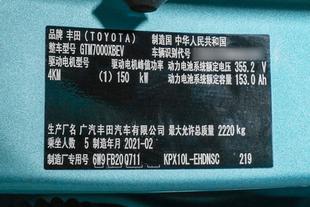 品牌 丰田(TOYOTA) 制造国 中华人民共和国
整车型号 GTM7000XBEV 车辆识别代号
驱动电机型号 驱动电机峰值功率 动力电池系统额定电压 355.2 V
4KM (1) 150 kW 动力电池系统额定容量 153.0 Ah
生产厂 广汽丰田汽车有限公司 最大允许总质量 2220 kg
乘坐人数 5 制造年月 2021-02
制造厂专用号 6W9 FB20 Q711 KPX10L-EHDNSC 219